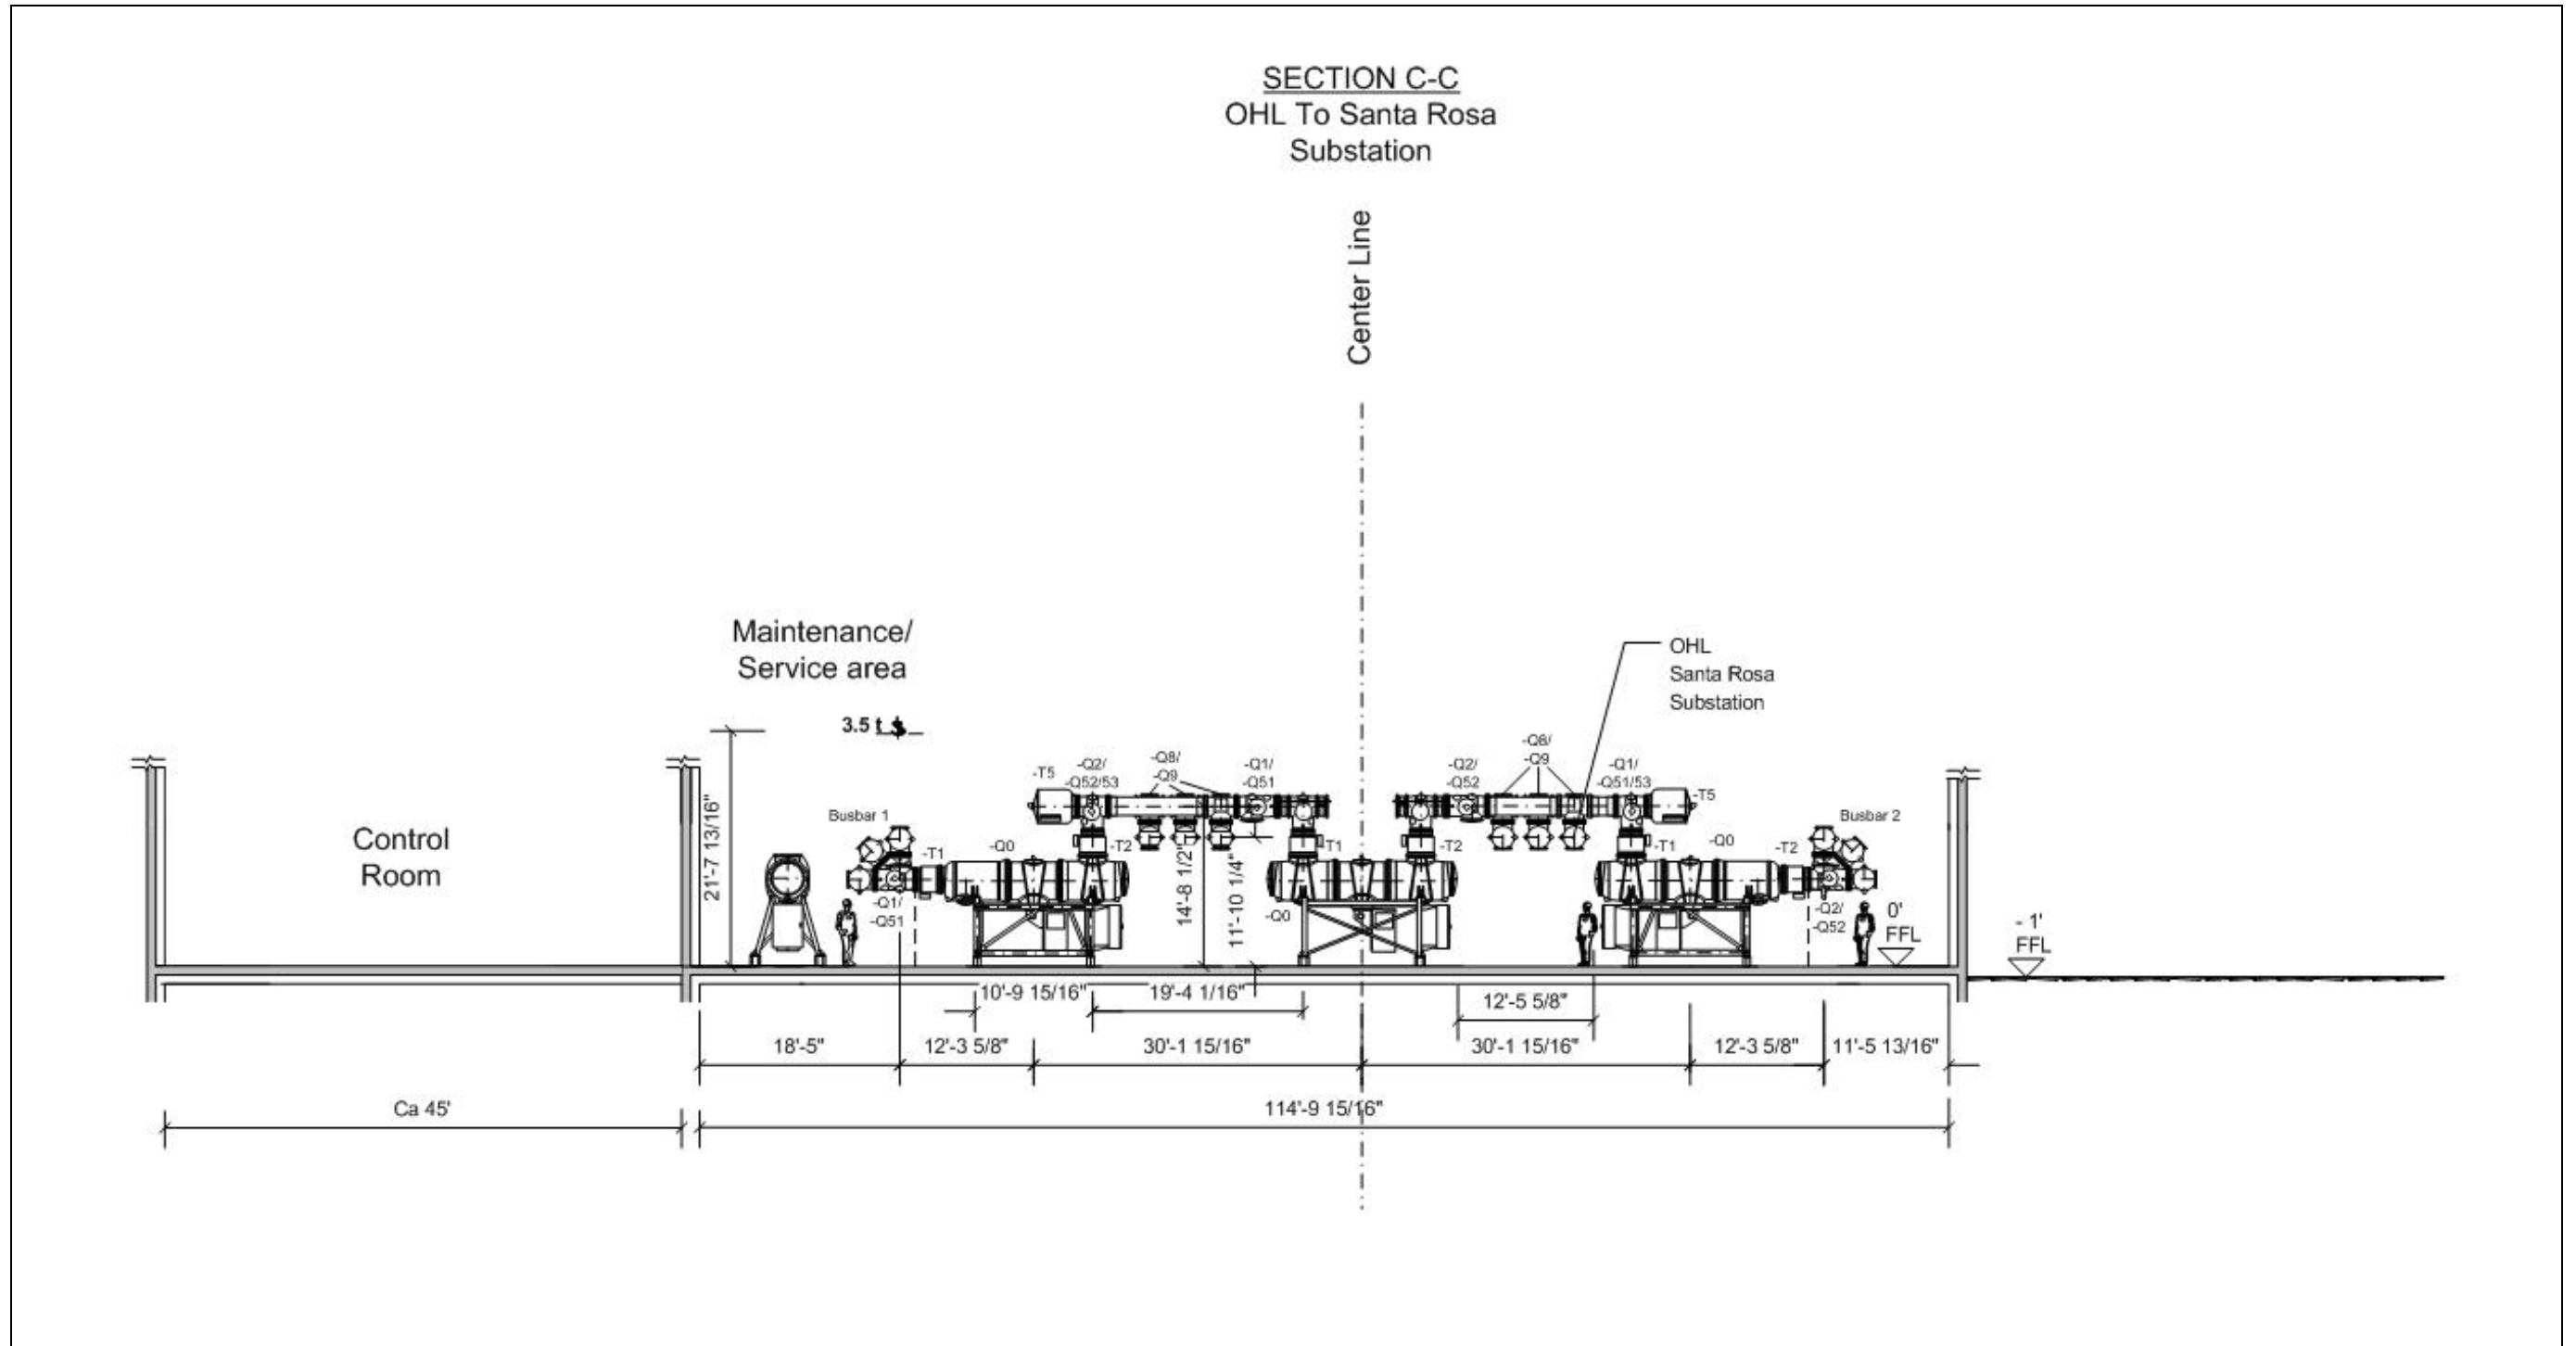 SECTION C-C
OHL To Santa Rosa
Substation
Center Line
Maintenance/
Service area
OHL
Santa Rosa
Substation
3.5 t
21'-7 13/16"
Control
Room
Busbar 1
-Q1/
-Q51
-T1
-Q0
-T5
-Q2/
-Q52/53
-T2
-Q8/
-Q9
-Q1/
-Q51
14'-8 1/2"
11'-10 1/4"
-T1
-Q0
-T2
-Q2/
-Q52
-Q8/
-Q9
-Q1/
-Q51/53
-T5
-T1
-Q0
-T2
Busbar 2
-Q2/
-Q52
0'
FFL
- 1'
FFL
10'-9 15/16"
19'-4 1/16"
12'-5 5/8"
18'-5"
12'-3 5/8"
30'-1 15/16"
30'-1 15/16"
12'-3 5/8"
11'-5 13/16"
Ca 45'
114'-9 15/16"